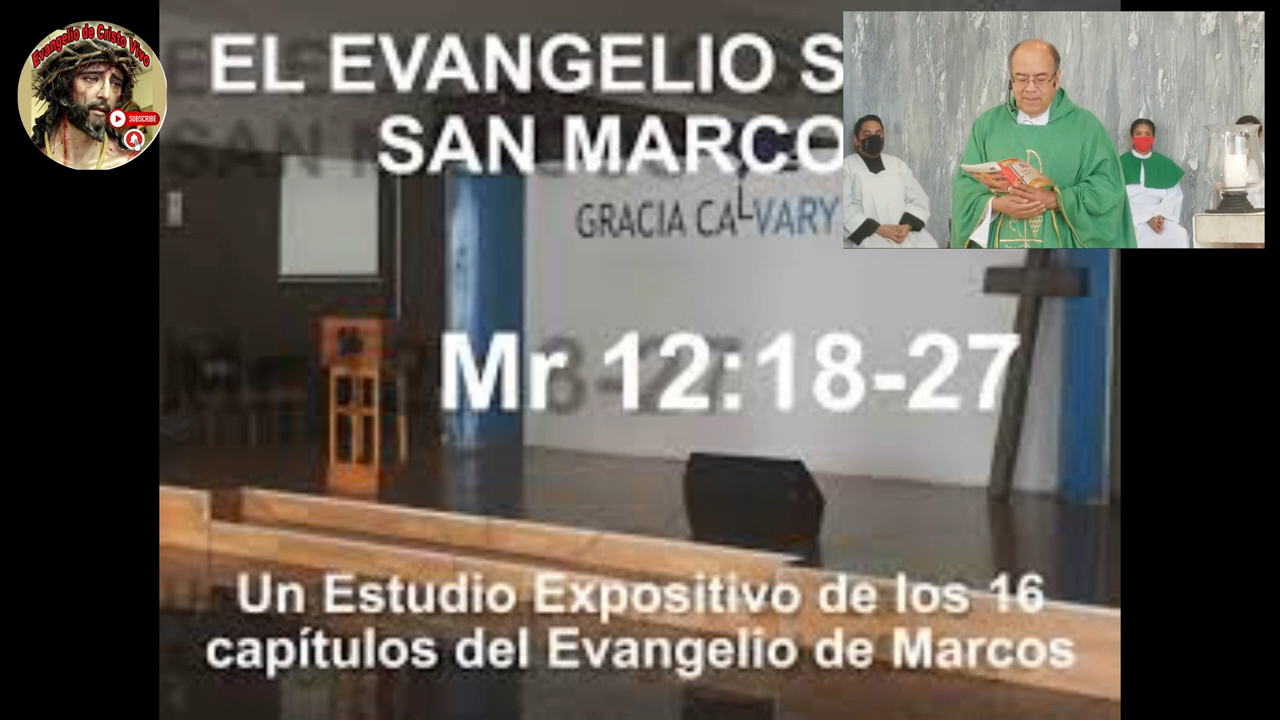 Evangelio de Cristo Vivo
SUBSCRIBE
EL EVANGELIO S
SAN MARCO
GRACIA CALVARY
Mr 12:18-27
Un Estudio Expositivo de los 16
capítulos del Evangelio de Marcos